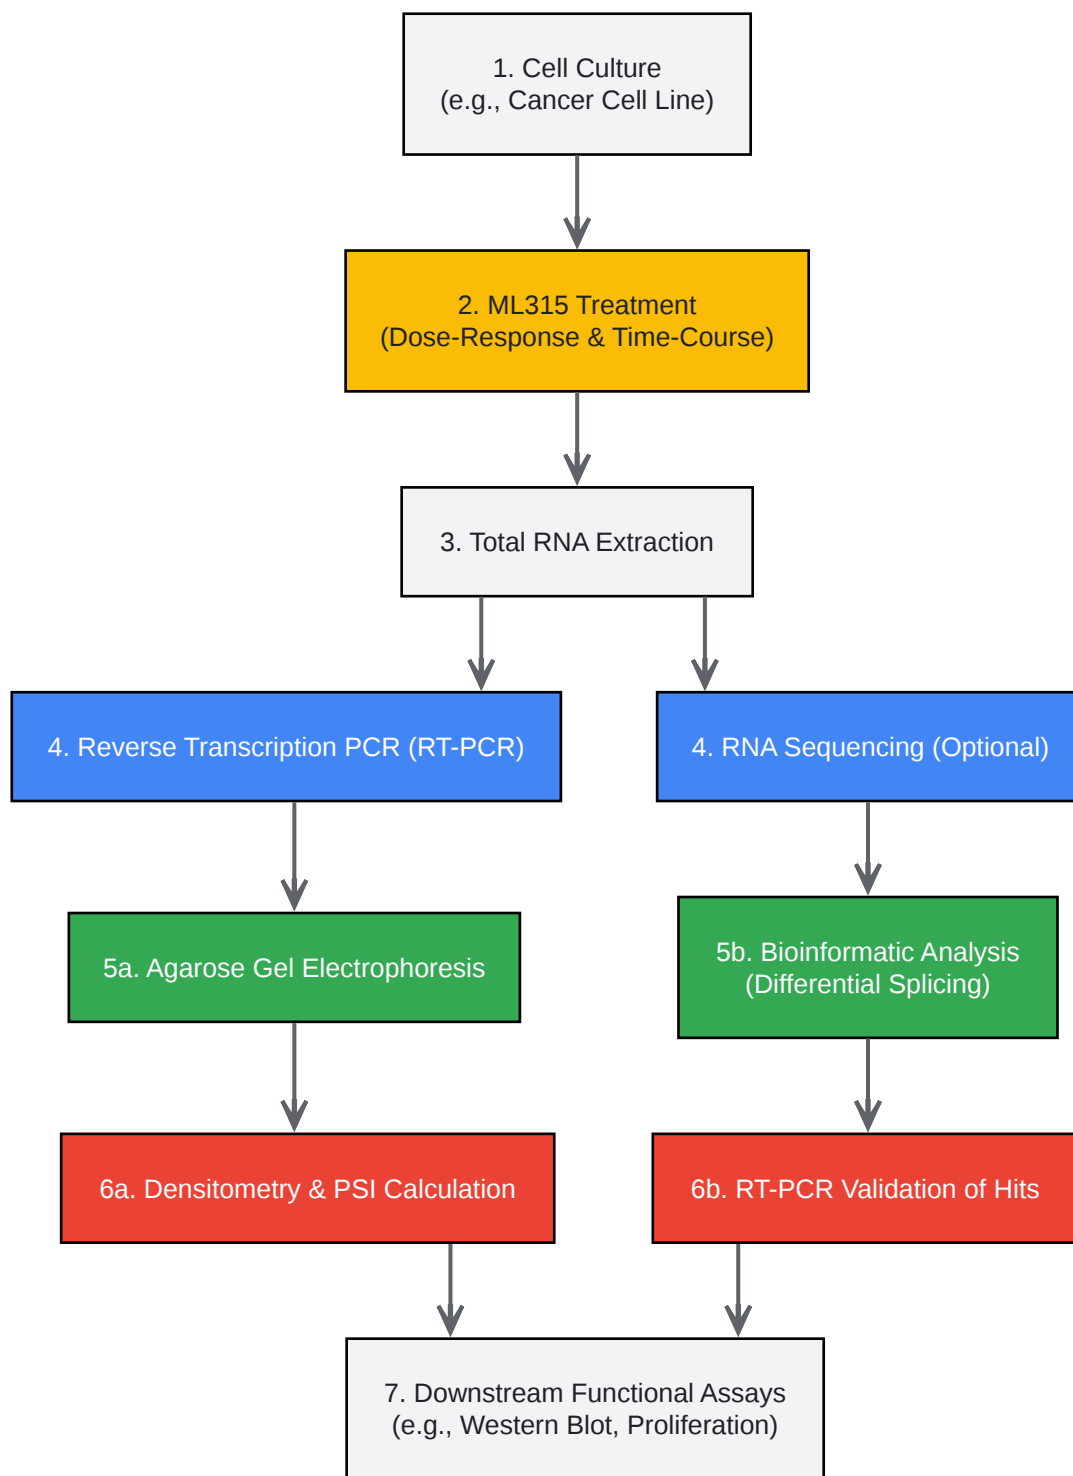 1. Cell Culture
(e.g., Cancer Cell Line)
2. ML315 Treatment
(Dose-Response & Time-Course)
3. Total RNA Extraction
4. Reverse Transcription PCR (RT-PCR)
4. RNA Sequencing (Optional)
5a. Agarose Gel Electrophoresis
5b. Bioinformatic Analysis
(Differential Splicing)
6a. Densitometry & PSI Calculation
6b. RT-PCR Validation of Hits
7. Downstream Functional Assays
(e.g., Western Blot, Proliferation)